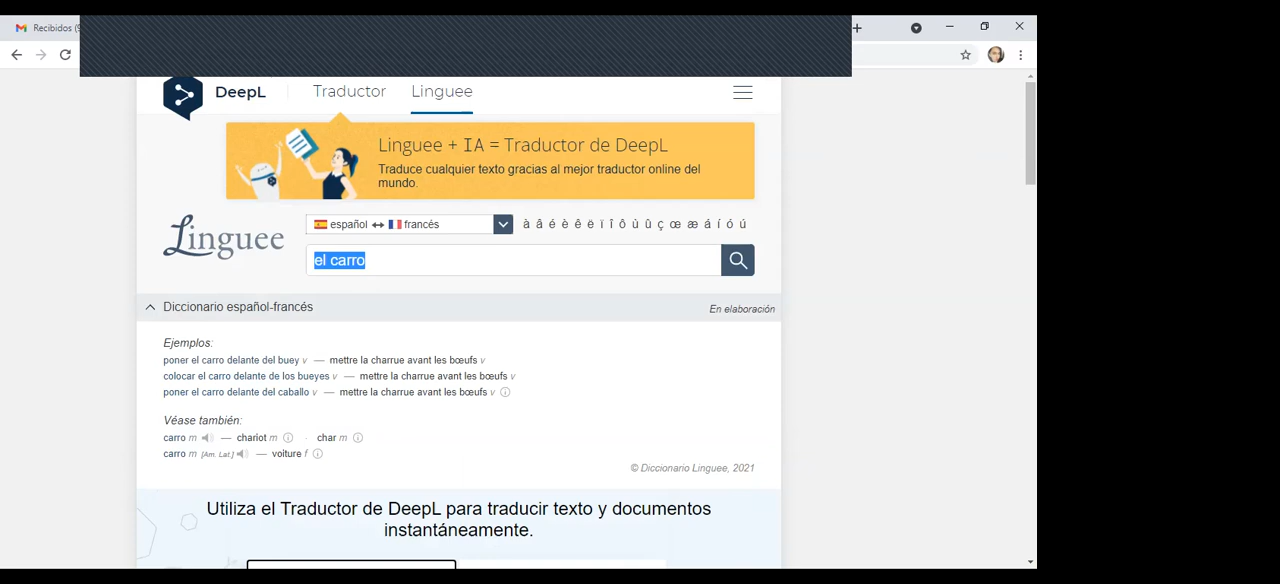 Recibidos (9
DeepL Traductor Linguee
Linguee + IA = Traductor de DeepL
Traduce cualquier texto gracias al mejor traductor online del
mundo.
Linguee
español ↔ francés
à â é è ê ë ï î ô ù û ç œ æ á í ó ú
el carro
Diccionario español-francés
En elaboración
Ejemplos:
poner el carro delante del buey v — mettre la charrue avant les bœufs v
colocar el carro delante de los bueyes v — mettre la charrue avant les bœufs v
poner el carro delante del caballo v — mettre la charrue avant les bœufs v
Véase también:
carro m — chariot m · char m
carro m [Am. Lat.] — voiture f
© Diccionario Linguee, 2021
Utiliza el Traductor de DeepL para traducir texto y documentos
instantáneamente.